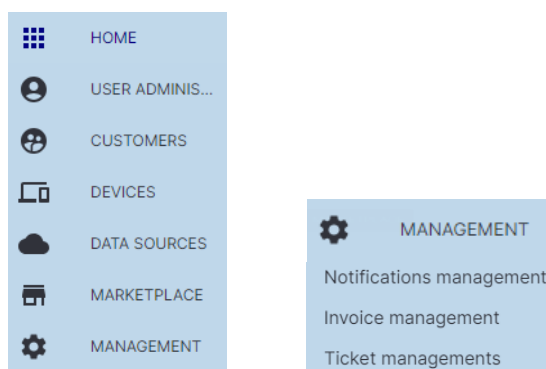 HOME
USER ADMINIS...
CUSTOMERS
DEVICES
DATA SOURCES
MARKETPLACE
MANAGEMENT
MANAGEMENT
Notifications management
Invoice management
Ticket managements